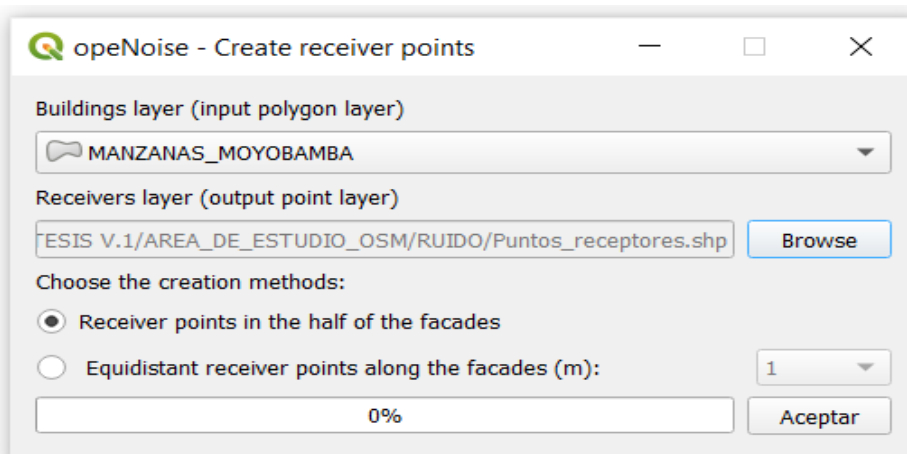 opeNoise - Create receiver points
Buildings layer (input polygon layer)
MANZANAS_MOYOBAMBA
Receivers layer (output point layer)
TESIS V.1/AREA_DE_ESTUDIO_OSM/RUIDO/Puntos_receptores.shp Browse
Choose the creation methods:
Receiver points in the half of the facades
Equidistant receiver points along the facades (m): 1
0% Aceptar